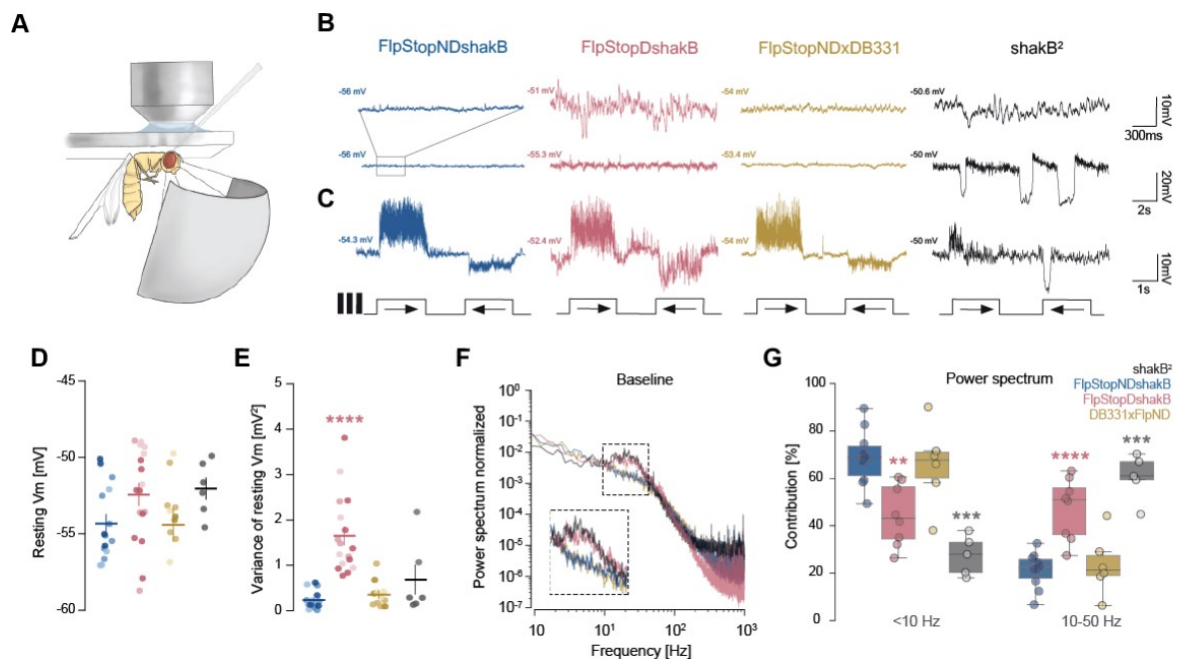 A
B
FlpStopNDshakB
FlpStopDshakB
FlpStopNDxDB331
shakB²
-56 mV
-51 mV
-54 mV
-50.6 mV
10mV
300ms
-56 mV
-55.3 mV
-53.4 mV
-50 mV
20mV
2s
C
-54.3 mV
-52.4 mV
-54 mV
-50 mV
10mV
1s
D
E
F
G
Resting Vm [mV]
-45
-50
-55
-60
Variance of resting Vm [mV²]
5
4
3
2
1
0
****
Baseline
Power spectrum normalized
10⁰
10⁻¹
10⁻²
10⁻³
10⁻⁴
10⁻⁵
10⁻⁶
10⁻⁷
10
10¹
10²
10³
Frequency [Hz]
Power spectrum
shakB²
FlpStopNDshakB
FlpStopDshakB
DB331xFlpND
Contribution [%]
100
80
60
40
20
0
**
***
****
***
<10 Hz
10-50 Hz